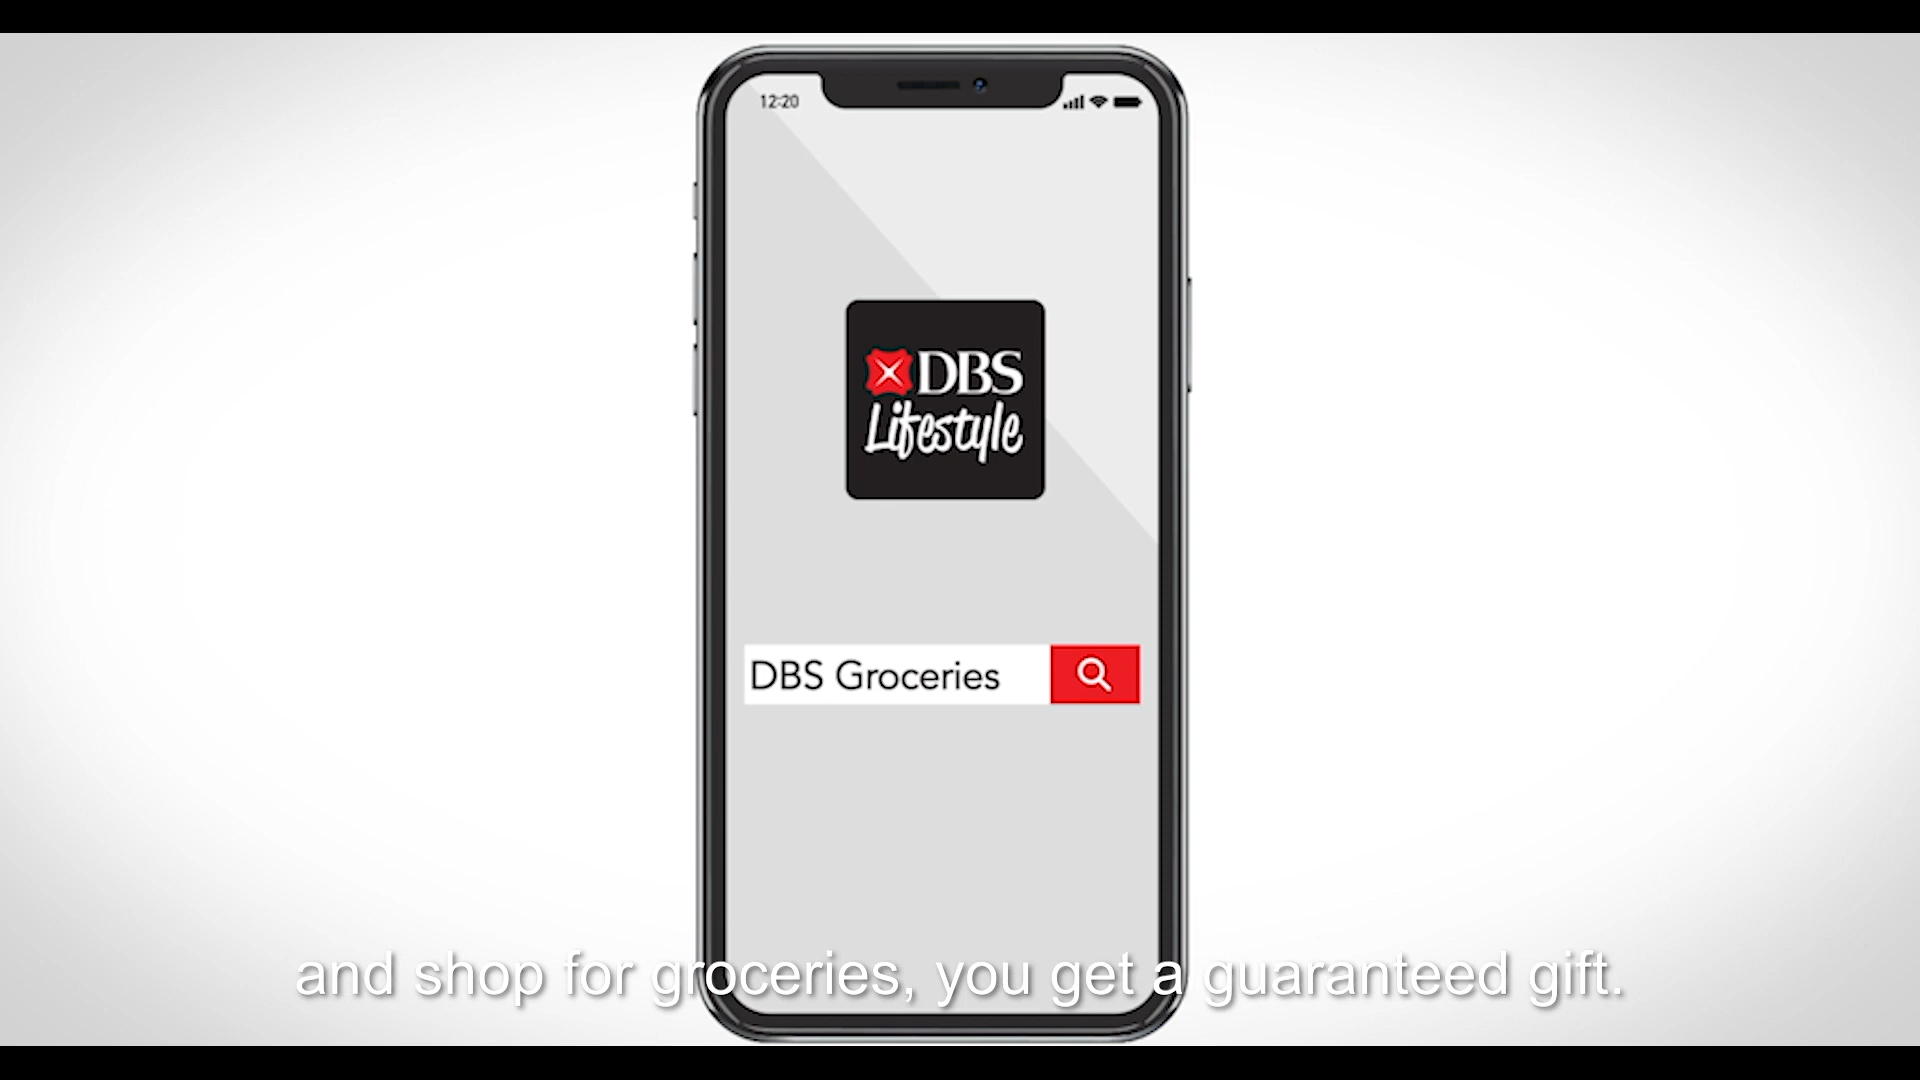 12:20
DBS
Lifestyle
DBS Groceries
and shop for groceries, you get a guaranteed gift.